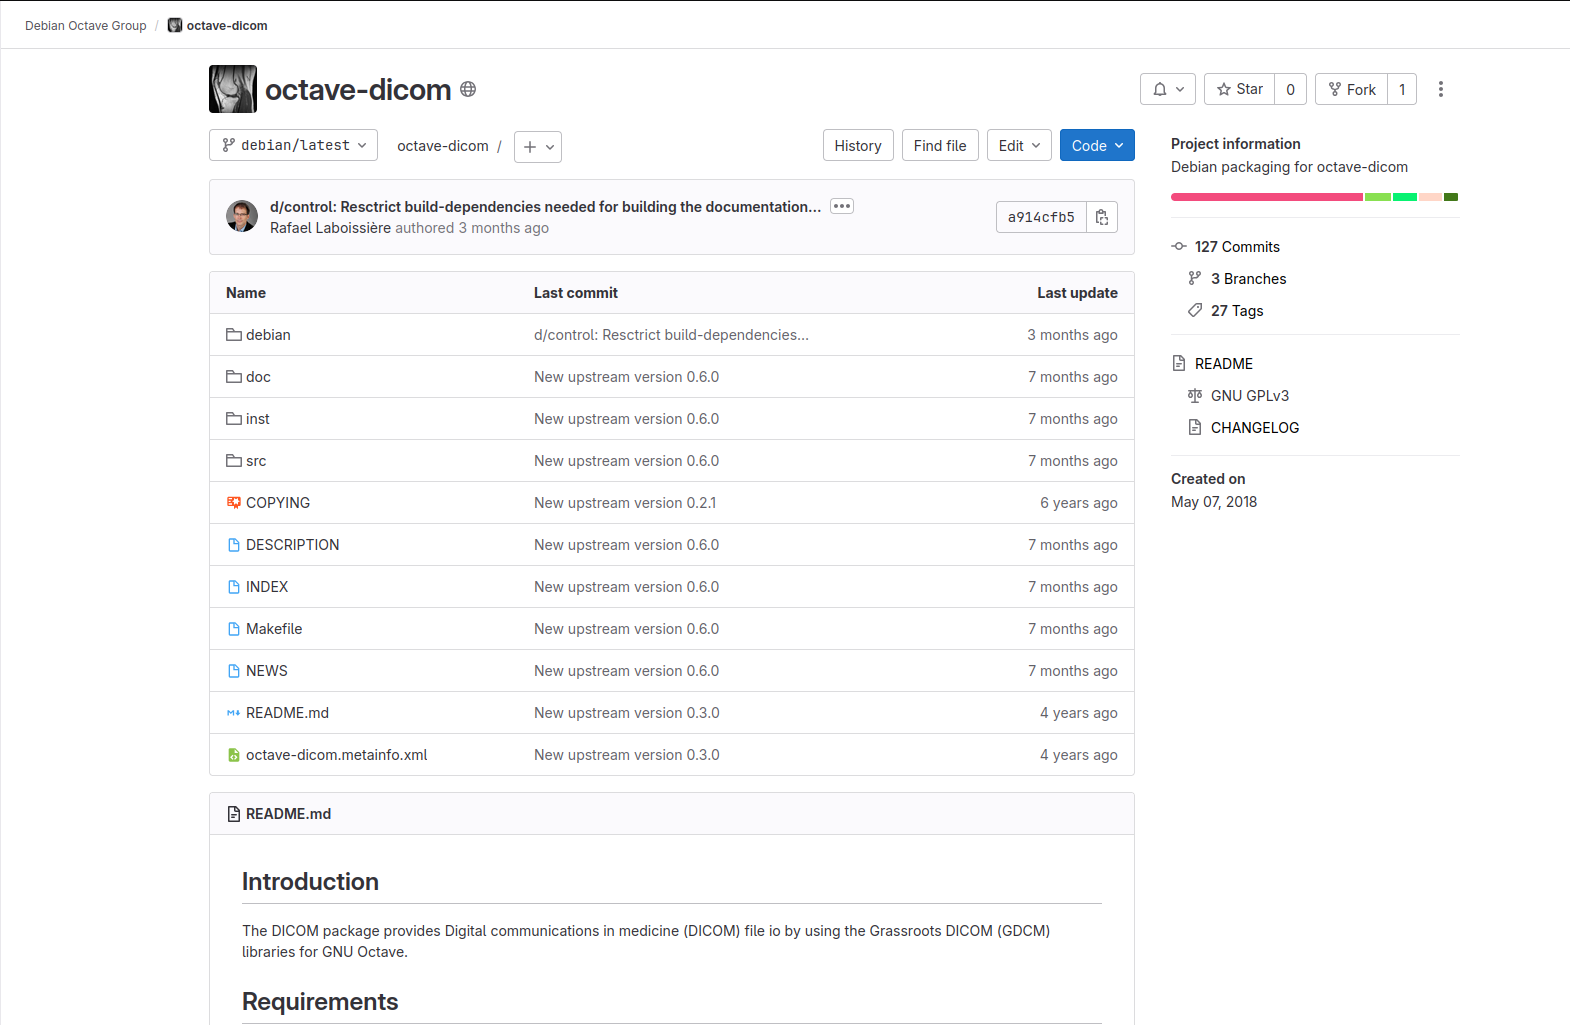 Debian Octave Group / octave-dicom
octave-dicom
Star 0 Fork 1
debian/latest octave-dicom / + History Find file Edit Code
d/control: Resctrict build-dependencies needed for building the documentation...
Rafael Laboissière authored 3 months ago
a914cfb5
Name Last commit Last update
debian d/control: Resctrict build-dependencies... 3 months ago
doc New upstream version 0.6.0 7 months ago
inst New upstream version 0.6.0 7 months ago
src New upstream version 0.6.0 7 months ago
COPYING New upstream version 0.2.1 6 years ago
DESCRIPTION New upstream version 0.6.0 7 months ago
INDEX New upstream version 0.6.0 7 months ago
Makefile New upstream version 0.6.0 7 months ago
NEWS New upstream version 0.6.0 7 months ago
README.md New upstream version 0.3.0 4 years ago
octave-dicom.metainfo.xml New upstream version 0.3.0 4 years ago
README.md
Introduction
The DICOM package provides Digital communications in medicine (DICOM) file io by using the Grassroots DICOM (GDCM)
libraries for GNU Octave.
Requirements
Project information
Debian packaging for octave-dicom
127 Commits
3 Branches
27 Tags
README
GNU GPLv3
CHANGELOG
Created on
May 07, 2018